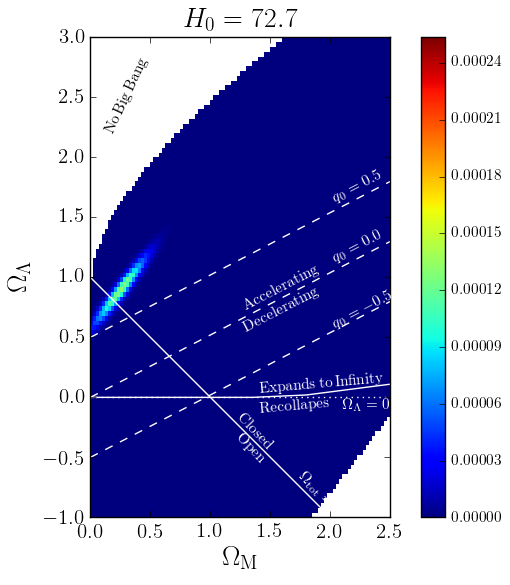 H₀ = 72.7
3.0
2.5
2.0
1.5
1.0
0.5
0.0
−0.5
−1.0
0.0 0.5 1.0 1.5 2.0 2.5
Ω_Λ
Ω_M
No Big Bang
q₀ = 0.5
q₀ = 0.0
Accelerating
Decelerating
q₀ = −0.5
Expands to Infinity
Recollapses
Ω_Λ = 0
Closed
Open
Ω_tot
0.00024
0.00021
0.00018
0.00015
0.00012
0.00009
0.00006
0.00003
0.00000